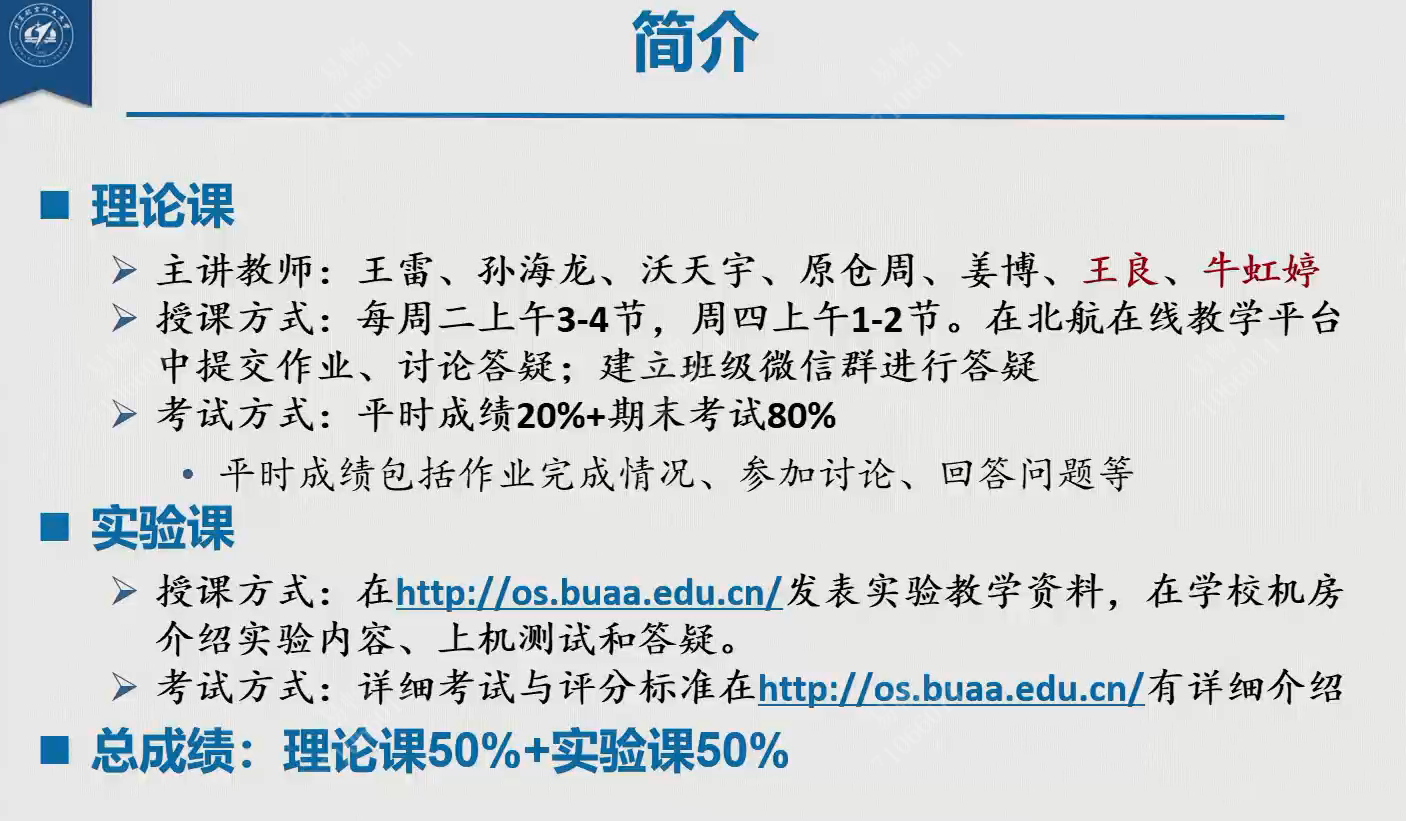 简介
■ 理论课
➢ 主讲教师：王雷、孙海龙、沃天宇、原仓周、姜博、王良、牛虹婷
➢ 授课方式：每周二上午3-4节，周四上午1-2节。在北航在线教学平台
中提交作业、讨论答疑；建立班级微信群进行答疑
➢ 考试方式：平时成绩20%+期末考试80%
• 平时成绩包括作业完成情况、参加讨论、回答问题等
■ 实验课
➢ 授课方式：在http://os.buaa.edu.cn/发表实验教学资料，在学校机房
介绍实验内容、上机测试和答疑。
➢ 考试方式：详细考试与评分标准在http://os.buaa.edu.cn/有详细介绍
■ 总成绩：理论课50%+实验课50%